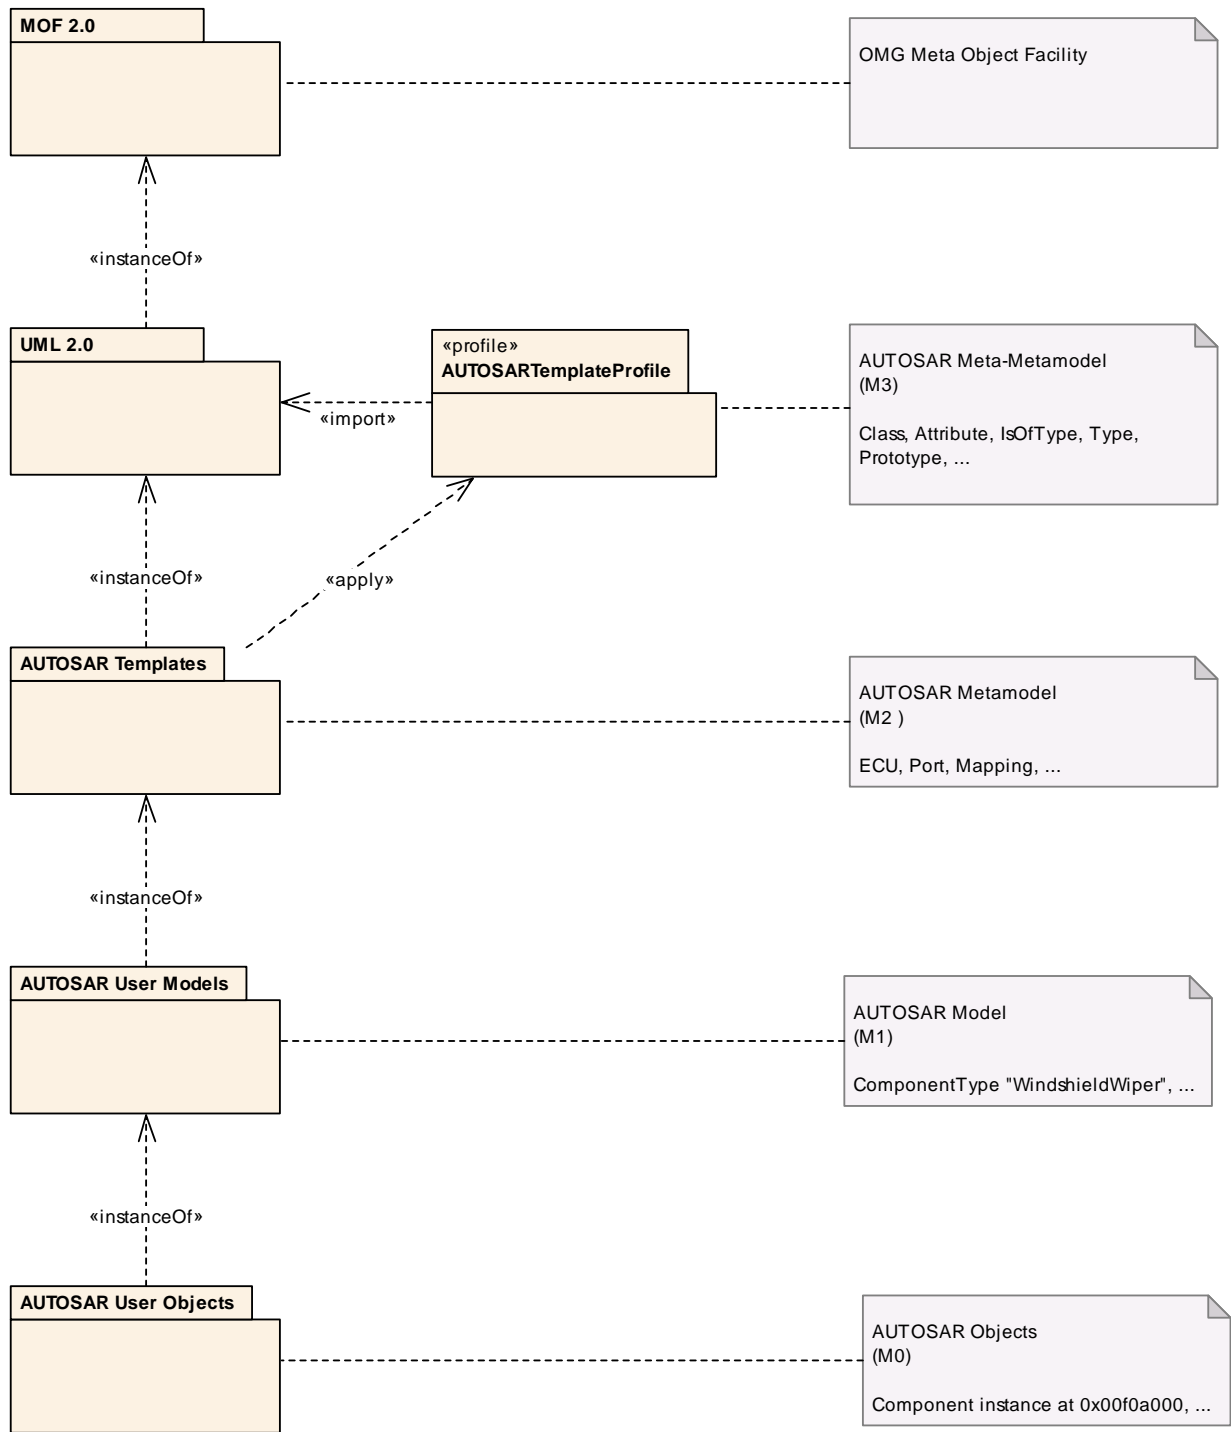 MOF 2.0
OMG Meta Object Facility
«instanceOf»
UML 2.0
«profile»
AUTOSARTemplateProfile
«import»
AUTOSAR Meta-Metamodel
(M3)
Class, Attribute, IsOfType, Type,
Prototype, ...
«instanceOf»
«apply»
AUTOSAR Templates
AUTOSAR Metamodel
(M2 )
ECU, Port, Mapping, ...
«instanceOf»
AUTOSAR User Models
AUTOSAR Model
(M1)
ComponentType "WindshieldWiper", ...
«instanceOf»
AUTOSAR User Objects
AUTOSAR Objects
(M0)
Component instance at 0x00f0a000, ...